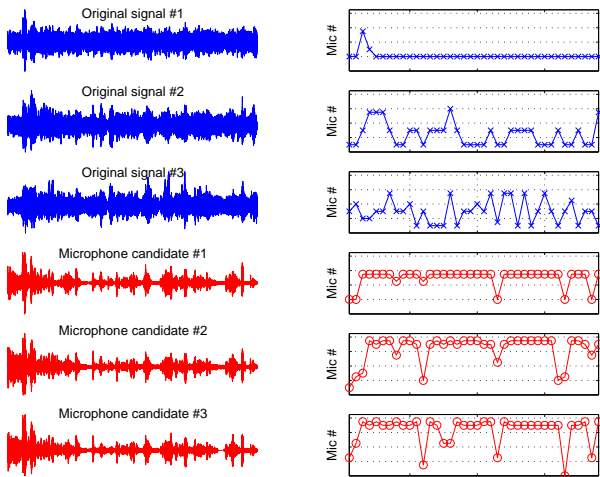 Original signal #1
Mic #
Original signal #2
Mic #
Original signal #3
Mic #
Microphone candidate #1
Mic #
Microphone candidate #2
Mic #
Microphone candidate #3
Mic #